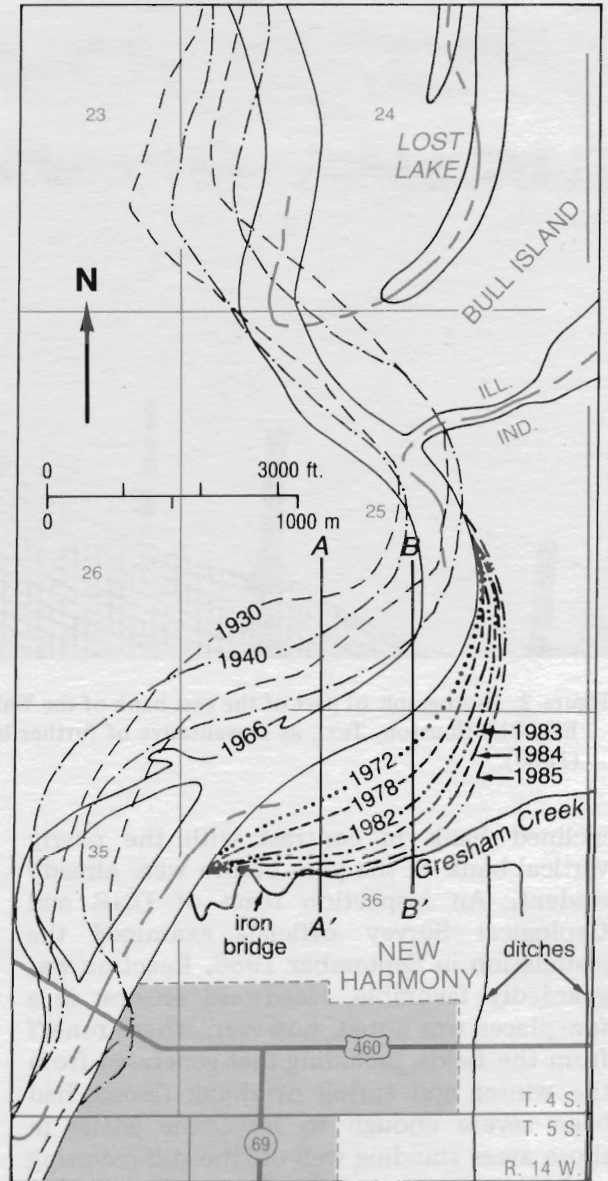 23
24
LOST
LAKE
BULL ISLAND
N
ILL.
IND.
0 3000 ft.
0 1000 m
25
A B
26
1930
1940
1966
1972
1978
1982
1983
1984
1985
Gresham Creek
35
36
iron
bridge
A' B'
NEW
HARMONY
ditches
460
69
T. 4 S.
T. 5 S.
R. 14 W.